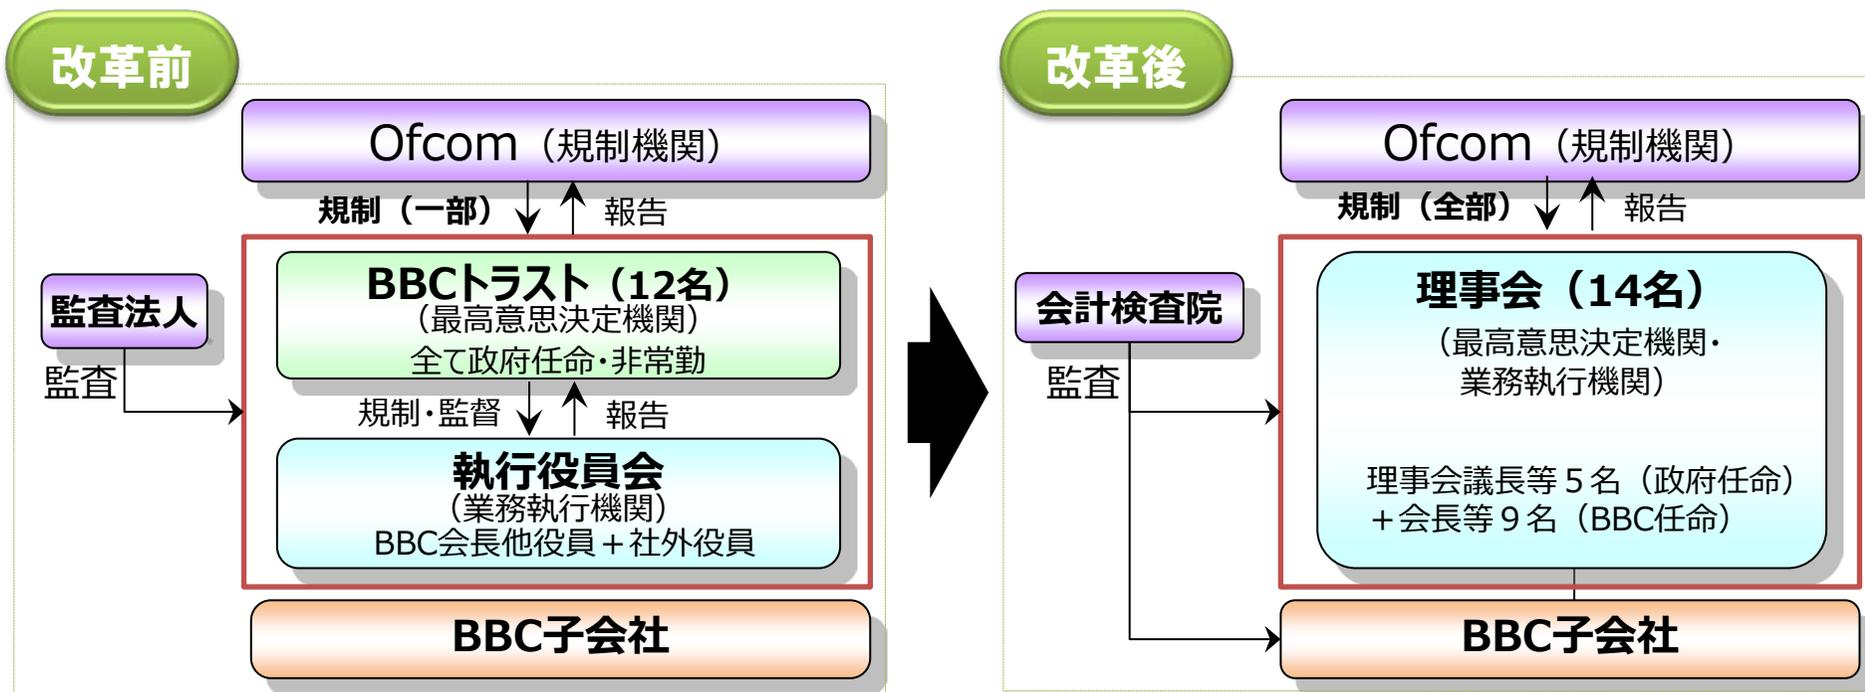 改革前
Ofcom（規制機関）
規制（一部）
報告
監査法人
監査
BBCトラスト（12名）
（最高意思決定機関）
全て政府任命・非常勤
規制・監督
報告
執行役員会
（業務執行機関）
BBC会長他役員＋社外役員
BBC子会社
改革後
Ofcom（規制機関）
規制（全部）
報告
会計検査院
監査
理事会（14名）
（最高意思決定機関・
業務執行機関）
理事会議長等５名（政府任命）
＋会長等９名（BBC任命）
BBC子会社